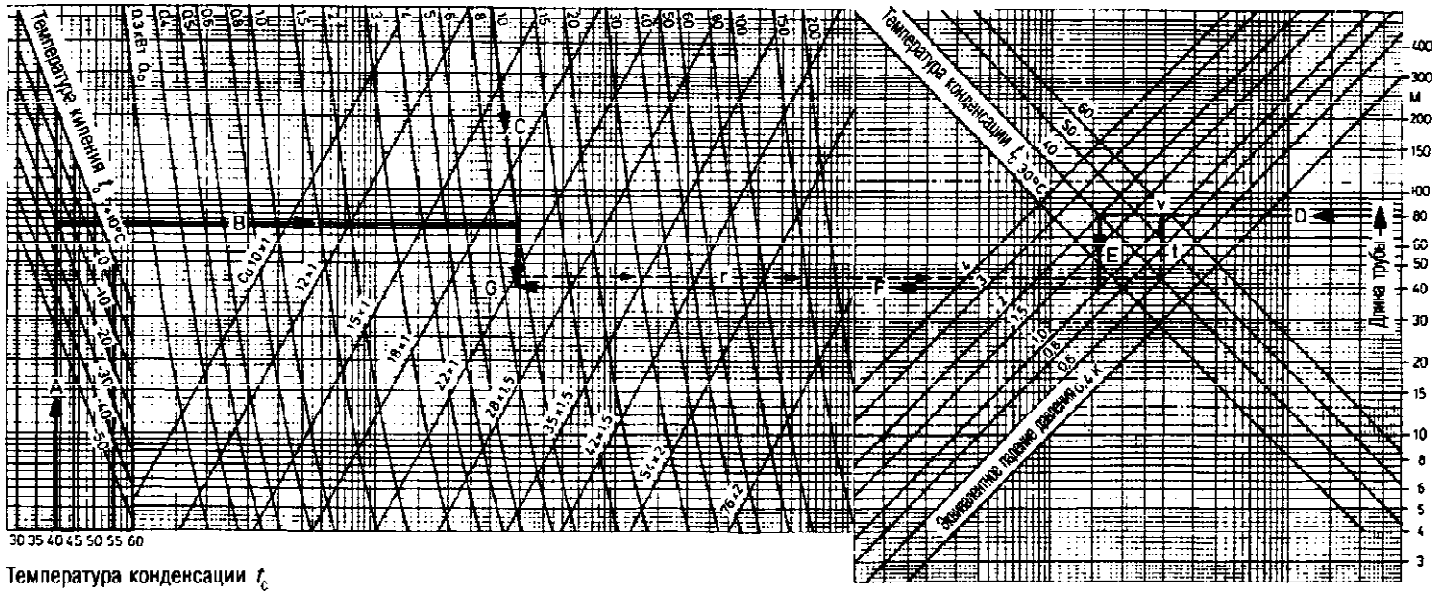 0.3 кВт Q₀
0.4
0.5
0.6
0.8
1.0
1.5
2
3
4
5
6
8
10
15
20
30
40
50
60
80
100
150
200
Температура кипения t₀ +10°C
0
-10
-20
-30
-40
-50
A
B
C
G
r
F
Cu 10 × 1
12 × 1
15 × 1
18 × 1
22 × 1
28 × 1.5
35 × 1.5
42 × 1.5
54 × 2
76 × 2
30 35 40 45 50 55 60
Температура конденсации t꜀
Температура конденсации t꜀ 30°C
40
50
60
v
D
E
f
4
3
2
1.5
1.0
0.8
0.6
Эквивалентное падение давления 0.4 K
400
300
м
200
150
100
80
60
50
40
30
20
15
10
8
6
5
4
3
Длина трубы